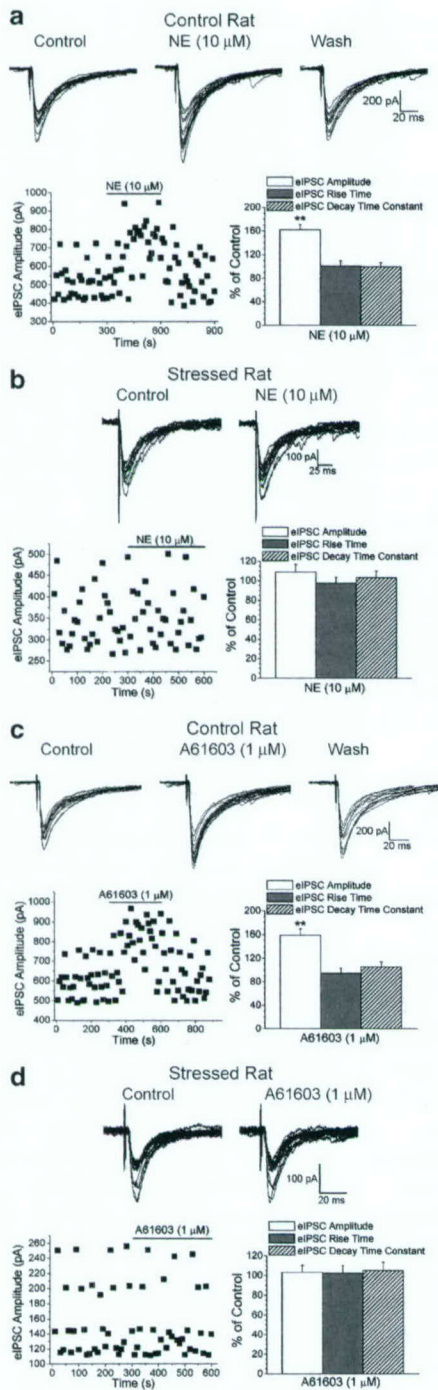 a
Control Rat
Control NE (10 µM) Wash
200 pA
20 ms
NE (10 µM)
eIPSC Amplitude (pA)
1000
900
800
700
600
500
400
300
0 300 600 900
Time (s)
eIPSC Amplitude
eIPSC Rise Time
eIPSC Decay Time Constant
% of Control
**
160
120
80
40
0
NE (10 µM)
b
Stressed Rat
Control NE (10 µM)
100 pA
25 ms
NE (10 µM)
eIPSC Amplitude (pA)
500
450
400
350
300
250
0 100 200 300 400 500 600
Time (s)
eIPSC Amplitude
eIPSC Rise Time
eIPSC Decay Time Constant
% of Control
120
100
80
60
40
20
0
NE (10 µM)
c
Control Rat
Control A61603 (1 µM) Wash
200 pA
20 ms
A61603 (1 µM)
eIPSC Amplitude (pA)
1000
900
800
700
600
500
400
0 200 400 600 800
Time (s)
eIPSC Amplitude
eIPSC Rise Time
eIPSC Decay Time Constant
% of Control
**
200
160
120
80
40
0
A61603 (1 µM)
d
Stressed Rat
Control A61603 (1 µM)
100 pA
20 ms
A61603 (1 µM)
eIPSC Amplitude (pA)
260
240
220
200
180
160
140
120
100
0 100 200 300 400 500 600
Time (s)
eIPSC Amplitude
eIPSC Rise Time
eIPSC Decay Time Constant
% of Control
120
100
80
60
40
20
0
A61603 (1 µM)